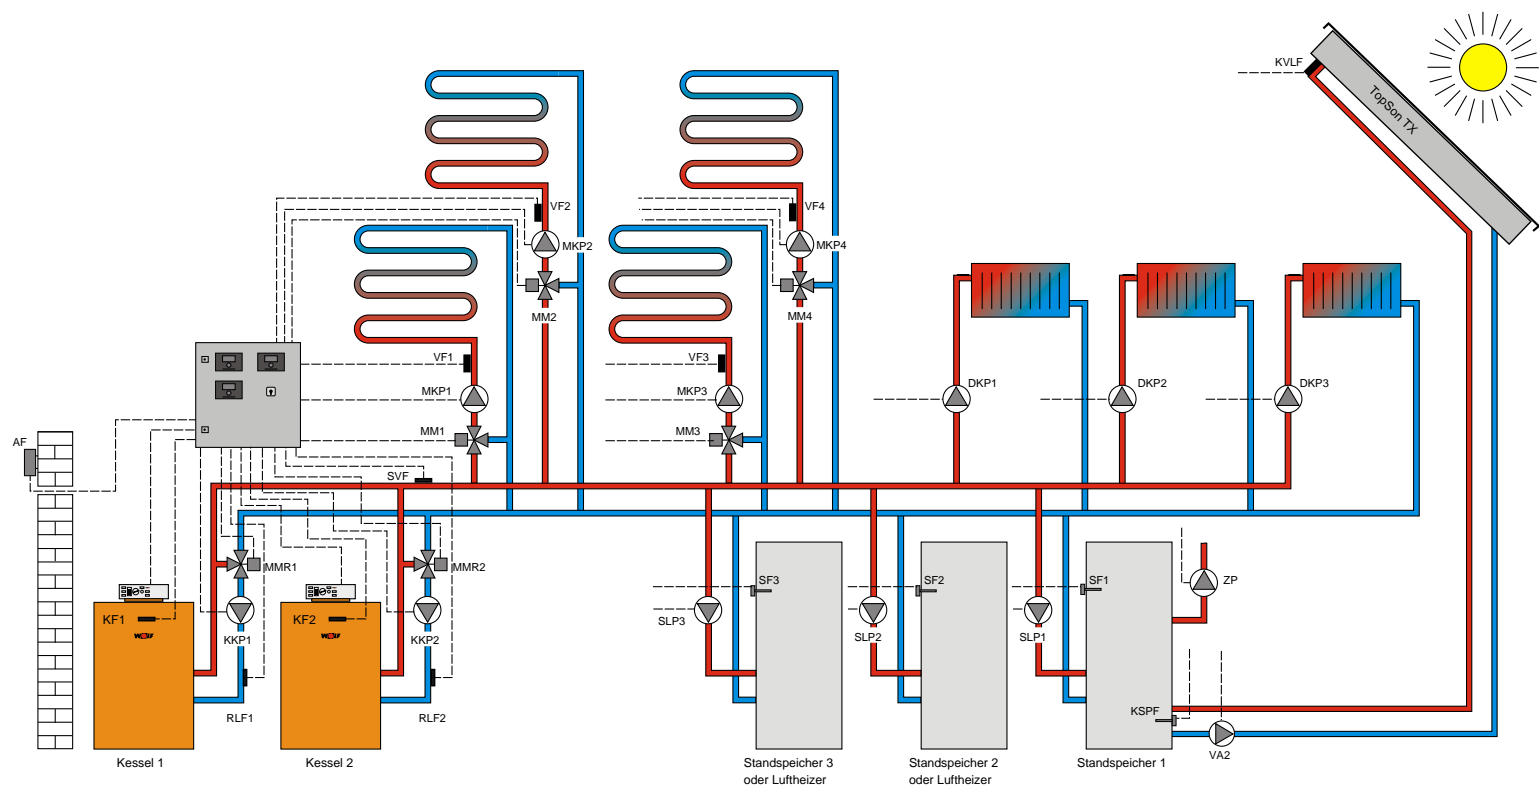 KVLF
TopSon TX
VF2
VF4
MKP2
MKP4
MM2
MM4
VF1
VF3
MKP1
MKP3
DKP1
DKP2
DKP3
MM1
MM3
AF
SVF
MMR1
MMR2
SF3
SF2
SF1
ZP
KF1
KF2
WOLF
WOLF
KKP1
KKP2
SLP3
SLP2
SLP1
RLF1
RLF2
KSPF
VA2
Kessel 1
Kessel 2
Standspeicher 3
oder Luftheizer
Standspeicher 2
oder Luftheizer
Standspeicher 1